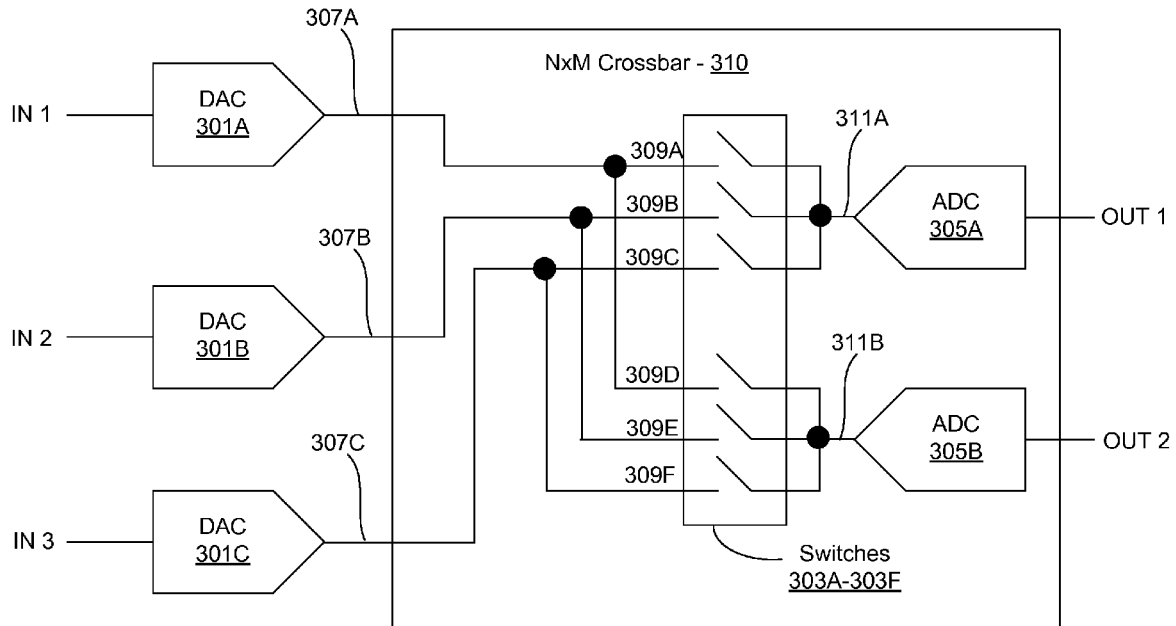 307A
NxM Crossbar - 310
IN 1
DAC
301A
309A
311A
ADC
305A
OUT 1
309B
307B
309C
IN 2
DAC
301B
309D
311B
309E
ADC
305B
OUT 2
307C
309F
IN 3
DAC
301C
Switches
303A-303F